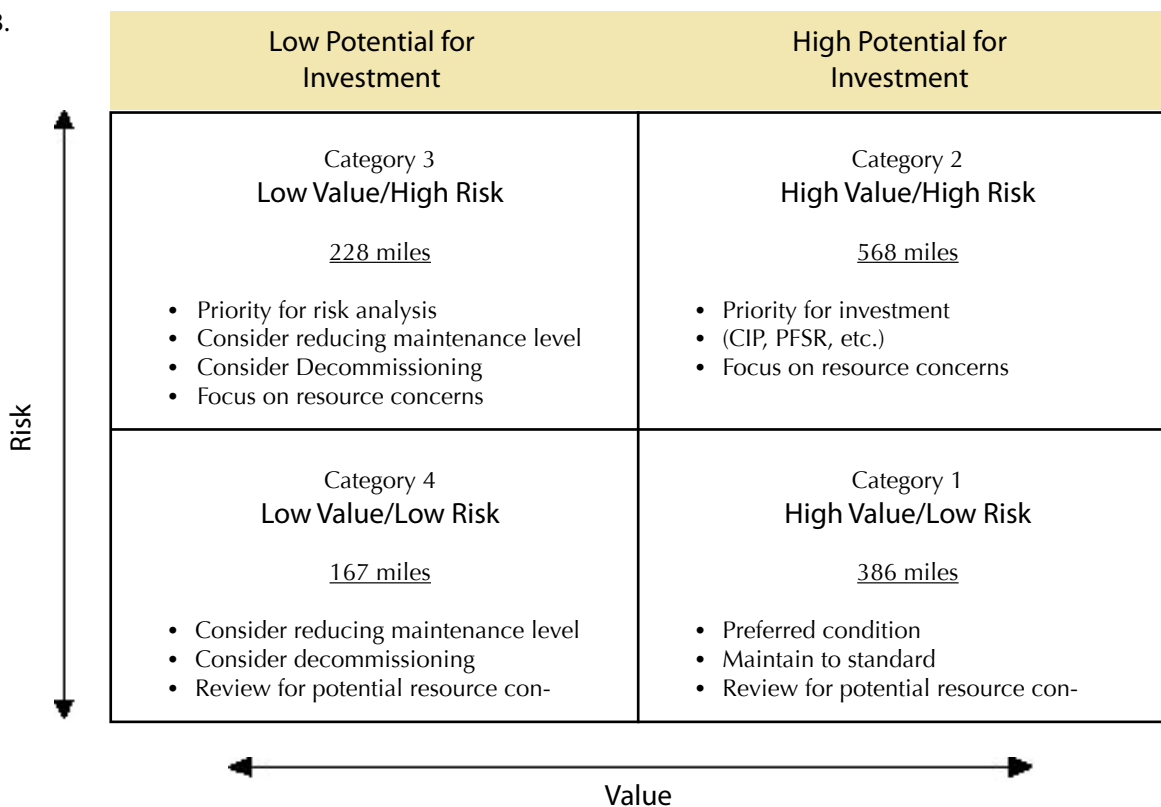 3.
Low Potential for
Investment
High Potential for
Investment
Category 3
Low Value/High Risk
228 miles
• Priority for risk analysis
• Consider reducing maintenance level
• Consider Decommissioning
• Focus on resource concerns
Category 2
High Value/High Risk
568 miles
• Priority for investment
• (CIP, PFSR, etc.)
• Focus on resource concerns
Risk
Category 4
Low Value/Low Risk
167 miles
• Consider reducing maintenance level
• Consider decommissioning
• Review for potential resource con-
Category 1
High Value/Low Risk
386 miles
• Preferred condition
• Maintain to standard
• Review for potential resource con-
Value